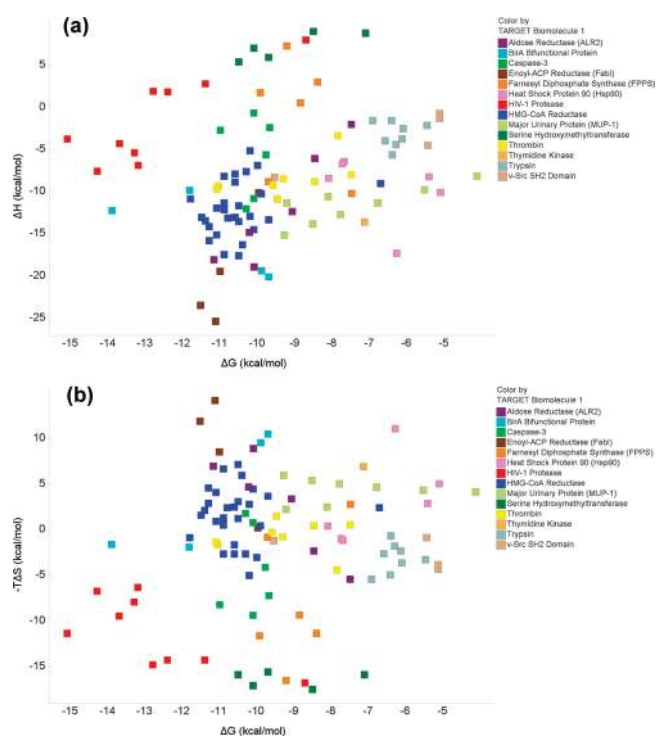 (a)
Color by
TARGET Biomolecule 1
Aldose Reductase (ALR2)
BirA Bifunctional Protein
Caspase-3
Enoyl-ACP Reductase (FabI)
Farnesyl Diphosphate Synthase (FPPS)
Heat Shock Protein 90 (Hsp90)
HIV-1 Protease
HMG-CoA Reductase
Major Urinary Protein (MUP-1)
Serine Hydroxymethyltransferase
Thrombin
Thymidine Kinase
Trypsin
v-Src SH2 Domain
ΔH (kcal/mol)
5
0
-5
-10
-15
-20
-25
-15 -14 -13 -12 -11 -10 -9 -8 -7 -6 -5
ΔG (kcal/mol)
(b)
Color by
TARGET Biomolecule 1
Aldose Reductase (ALR2)
BirA Bifunctional Protein
Caspase-3
Enoyl-ACP Reductase (FabI)
Farnesyl Diphosphate Synthase (FPPS)
Heat Shock Protein 90 (Hsp90)
HIV-1 Protease
HMG-CoA Reductase
Major Urinary Protein (MUP-1)
Serine Hydroxymethyltransferase
Thrombin
Thymidine Kinase
Trypsin
v-Src SH2 Domain
-TΔS (kcal/mol)
10
5
0
-5
-10
-15
-15 -14 -13 -12 -11 -10 -9 -8 -7 -6 -5
ΔG (kcal/mol)